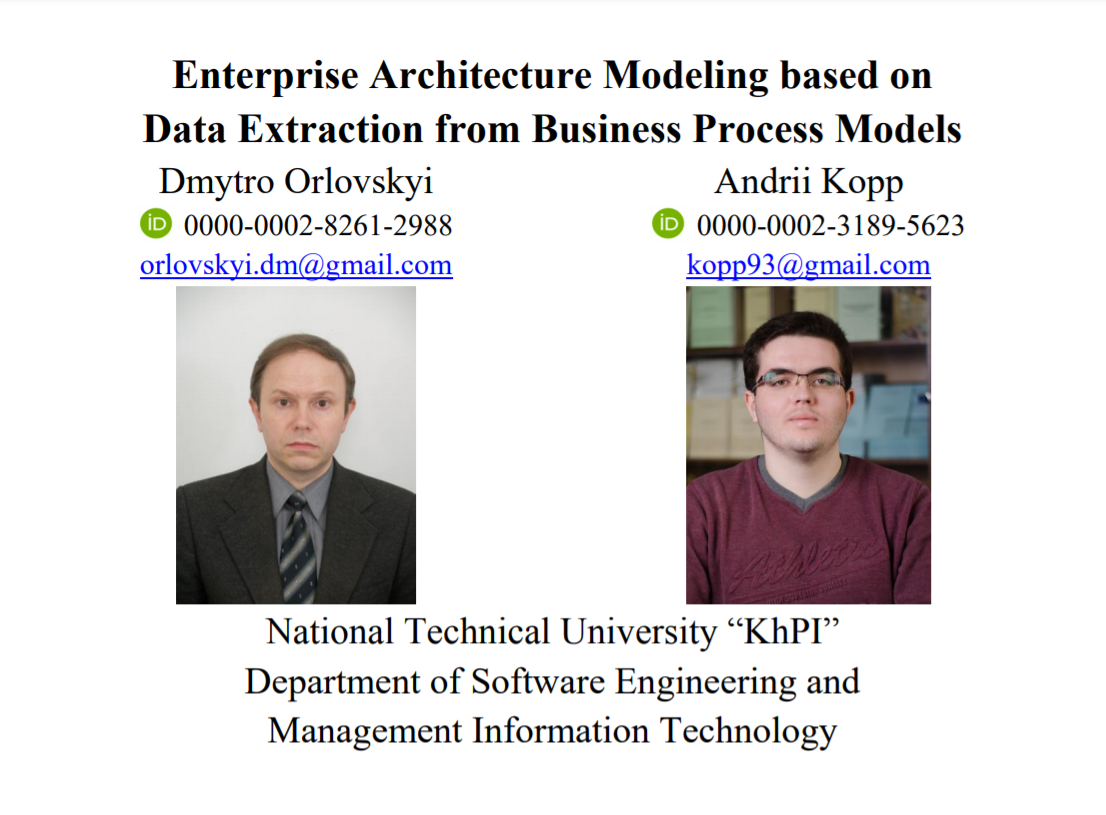 Enterprise Architecture Modeling based on
Data Extraction from Business Process Models
Dmytro Orlovskyi
iD 0000-0002-8261-2988
orlovskyi.dm@gmail.com
Andrii Kopp
iD 0000-0002-3189-5623
kopp93@gmail.com
Athletic
National Technical University “KhPI”
Department of Software Engineering and
Management Information Technology